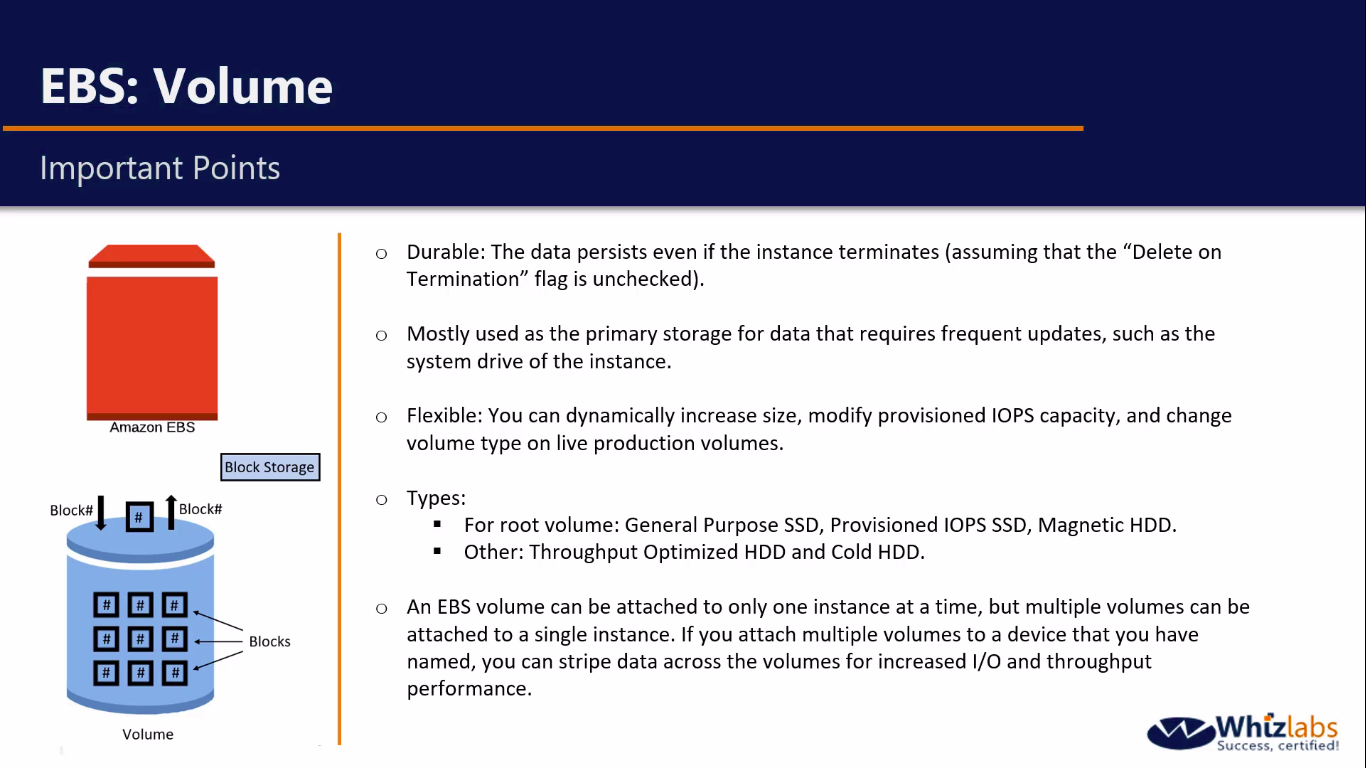 EBS: Volume
Important Points
Amazon EBS
Block Storage
Block#
#
Block#
# # #
# # #
# # #
Blocks
Volume
o Durable: The data persists even if the instance terminates (assuming that the “Delete on
Termination” flag is unchecked).
o Mostly used as the primary storage for data that requires frequent updates, such as the
system drive of the instance.
o Flexible: You can dynamically increase size, modify provisioned IOPS capacity, and change
volume type on live production volumes.
o Types:
▪ For root volume: General Purpose SSD, Provisioned IOPS SSD, Magnetic HDD.
▪ Other: Throughput Optimized HDD and Cold HDD.
o An EBS volume can be attached to only one instance at a time, but multiple volumes can be
attached to a single instance. If you attach multiple volumes to a device that you have
named, you can stripe data across the volumes for increased I/O and throughput
performance.
Whizlabs
Success, certified!